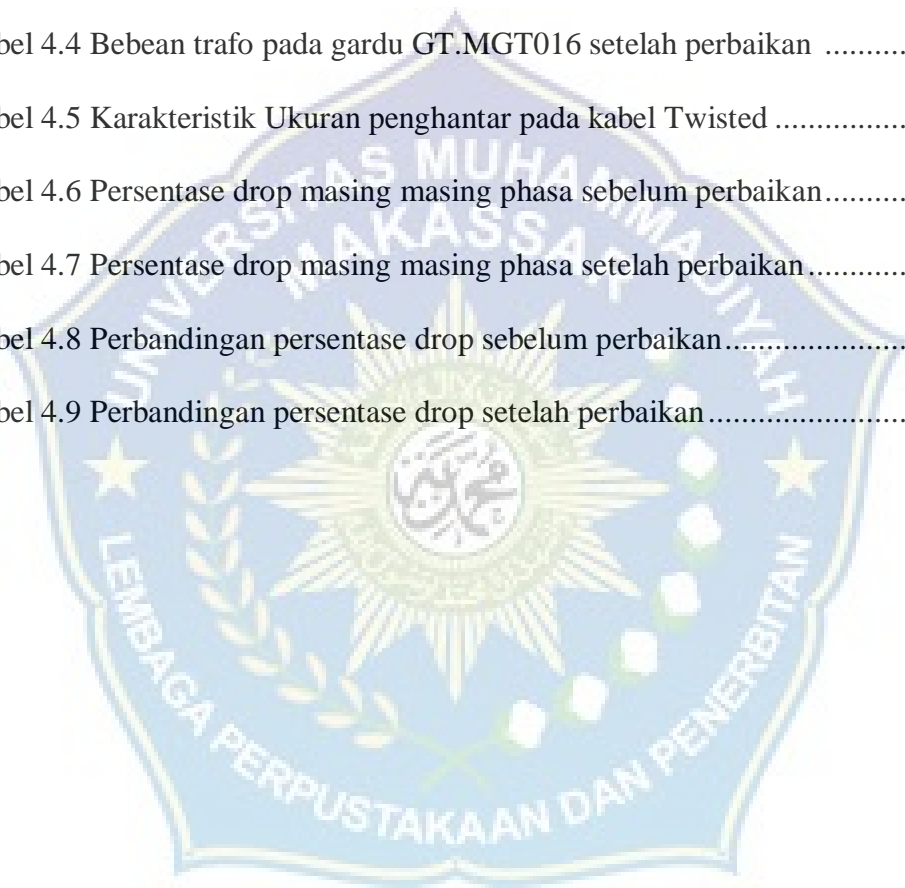 bel 4.4 Bebean trafo pada gardu GT.MGT016 setelah perbaikan ..........
bel 4.5 Karakteristik Ukuran penghantar pada kabel Twisted ................
bel 4.6 Persentase drop masing masing phasa sebelum perbaikan..........
bel 4.7 Persentase drop masing masing phasa setelah perbaikan............
bel 4.8 Perbandingan persentase drop sebelum perbaikan......................
bel 4.9 Perbandingan persentase drop setelah perbaikan........................
UNIVERSITAS MUHAMMADIYAH
MAKASSAR
LEMBAGA PERPUSTAKAAN DAN PENERBITAN